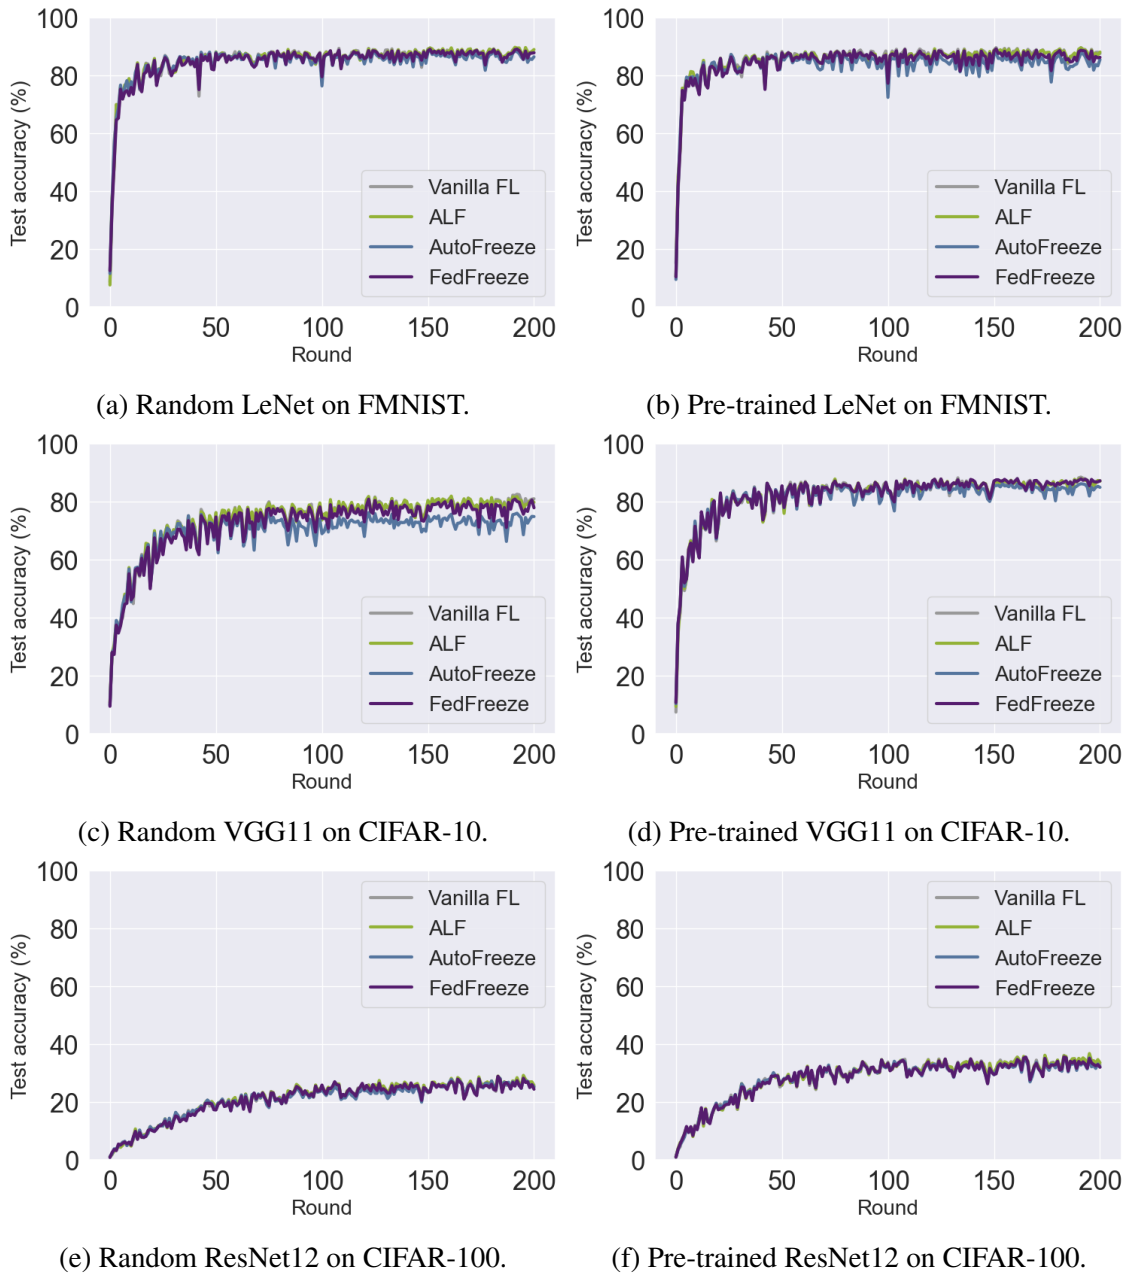 100
80
60
40
20
0
Test accuracy (%)
Vanilla FL
ALF
AutoFreeze
FedFreeze
0 50 100 150 200
Round
(a) Random LeNet on FMNIST.
100
80
60
40
20
0
Test accuracy (%)
Vanilla FL
ALF
AutoFreeze
FedFreeze
0 50 100 150 200
Round
(b) Pre-trained LeNet on FMNIST.
100
80
60
40
20
0
Test accuracy (%)
Vanilla FL
ALF
AutoFreeze
FedFreeze
0 50 100 150 200
Round
(c) Random VGG11 on CIFAR-10.
100
80
60
40
20
0
Test accuracy (%)
Vanilla FL
ALF
AutoFreeze
FedFreeze
0 50 100 150 200
Round
(d) Pre-trained VGG11 on CIFAR-10.
100
80
60
40
20
0
Test accuracy (%)
Vanilla FL
ALF
AutoFreeze
FedFreeze
0 50 100 150 200
Round
(e) Random ResNet12 on CIFAR-100.
100
80
60
40
20
0
Test accuracy (%)
Vanilla FL
ALF
AutoFreeze
FedFreeze
0 50 100 150 200
Round
(f) Pre-trained ResNet12 on CIFAR-100.